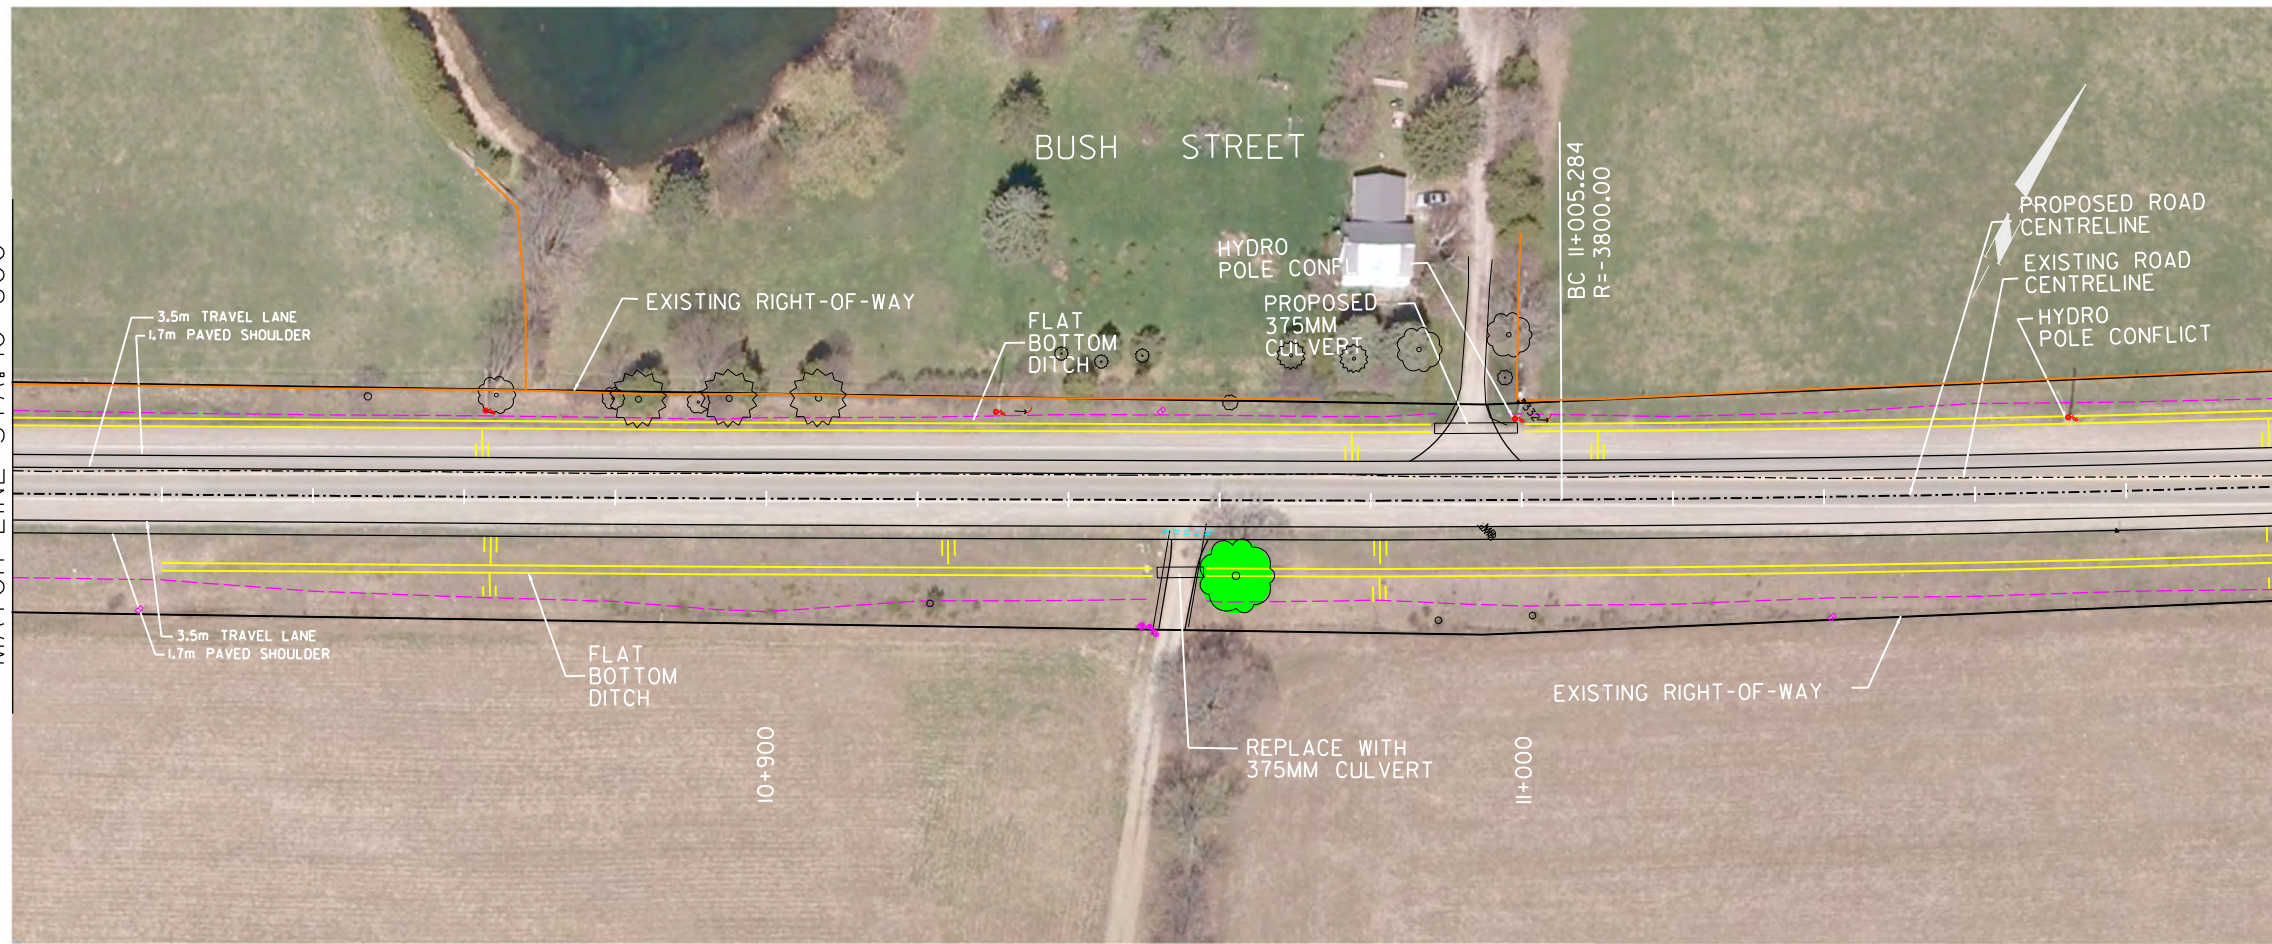 BUSH STREET
BC 11+005.284
R=-3800.00
PROPOSED ROAD
CENTRELINE
EXISTING ROAD
CENTRELINE
HYDRO
POLE CONFLICT
HYDRO
POLE
PROPOSED
375MM
CULVERT
EXISTING RIGHT-OF-WAY
FLAT
BOTTOM
DITCH
3.5m TRAVEL LANE
1.7m PAVED SHOULDER
3.5m TRAVEL LANE
1.7m PAVED SHOULDER
FLAT
BOTTOM
DITCH
EXISTING RIGHT-OF-WAY
REPLACE WITH
375MM CULVERT
10+900
11+000